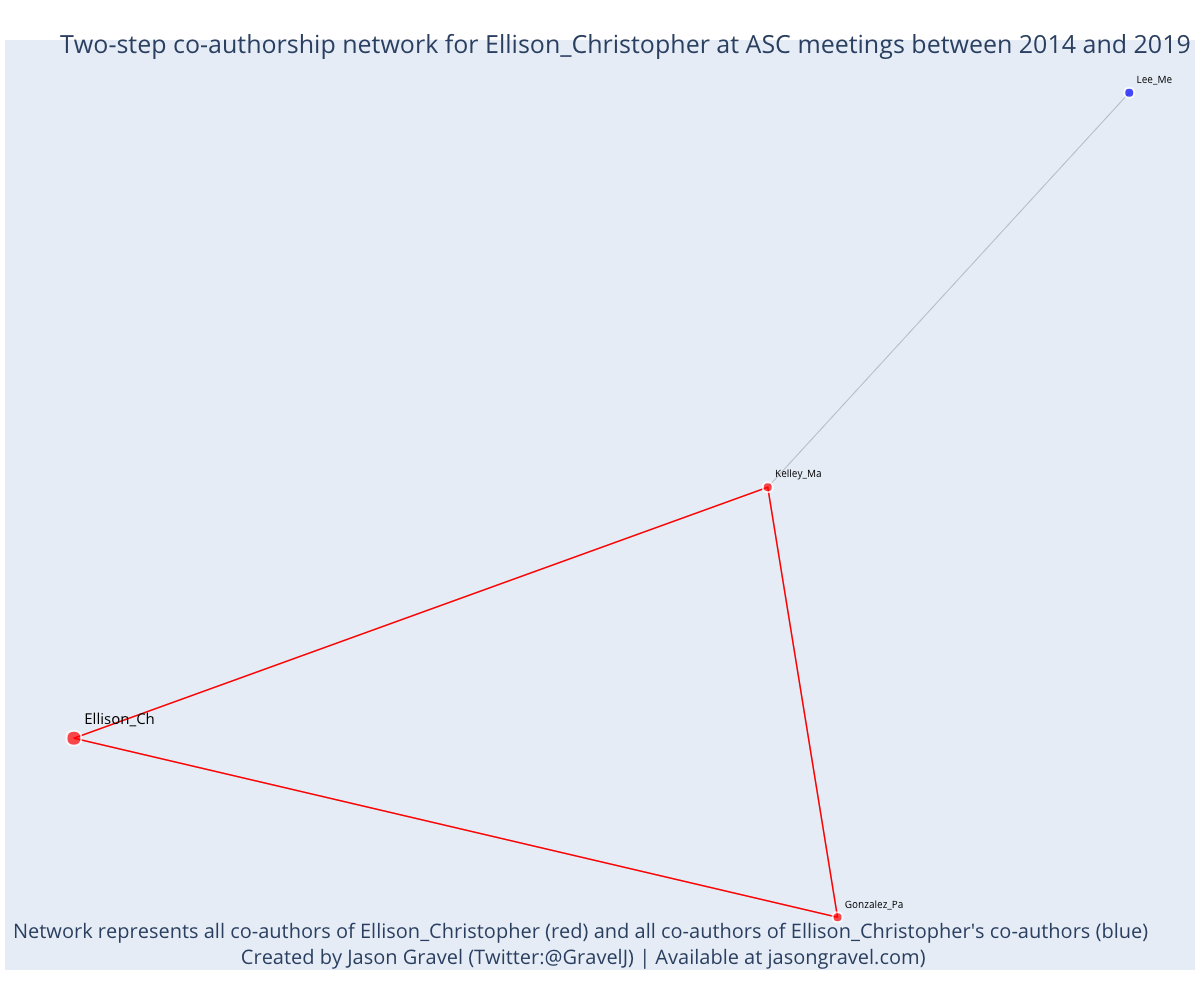 Two-step co-authorship network for Ellison_Christopher at ASC meetings between 2014 and 2019
Lee_Me
Kelley_Ma
Ellison_Ch
Gonzalez_Pa
Network represents all co-authors of Ellison_Christopher (red) and all co-authors of Ellison_Christopher's co-authors (blue)
Created by Jason Gravel (Twitter:@GravelJ) | Available at jasongravel.com)